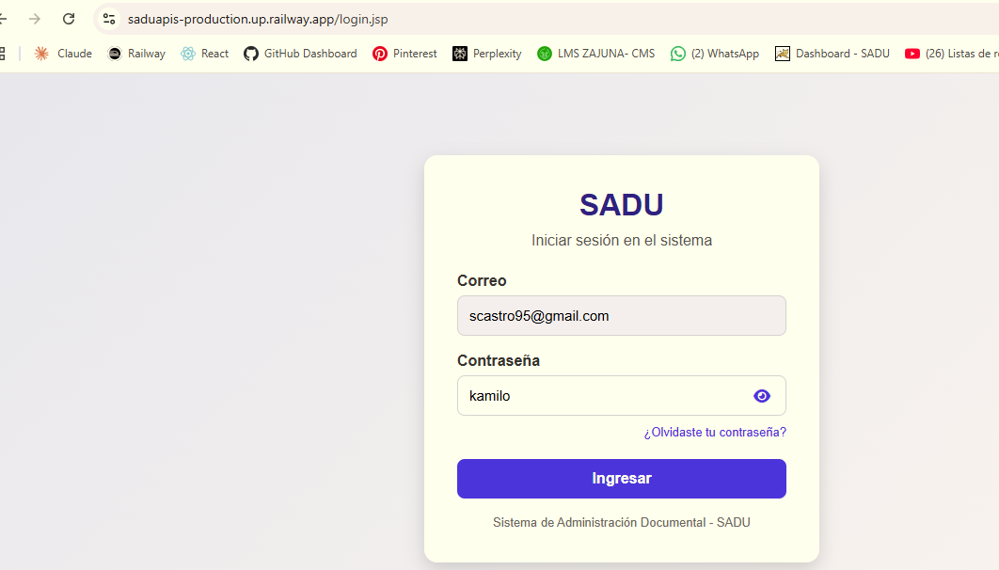 saduapis-production.up.railway.app/login.jsp
Claude Railway React GitHub Dashboard Pinterest Perplexity LMS ZAJUNA- CMS (2) WhatsApp Dashboard - SADU (26) Listas de
SADU
Iniciar sesión en el sistema
Correo
scastro95@gmail.com
Contraseña
kamilo
¿Olvidaste tu contraseña?
Ingresar
Sistema de Administración Documental - SADU